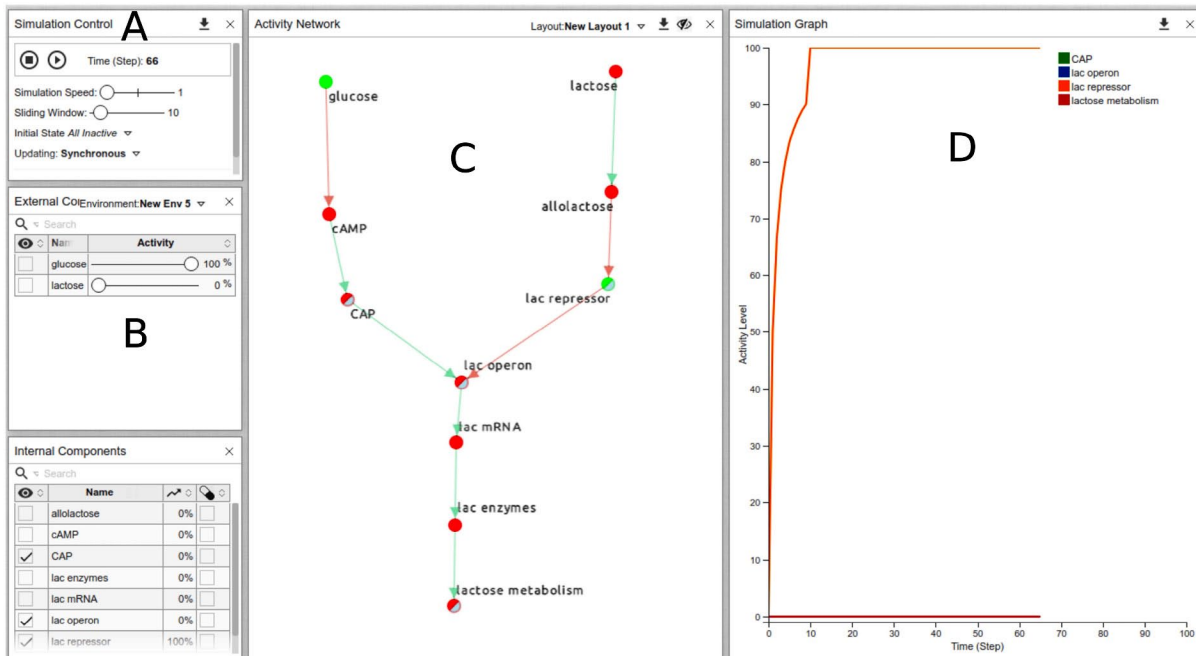 Simulation Control
A
Time (Step): 66
Simulation Speed: 1
Sliding Window: 10
Initial State All Inactive
Updating: Synchronous
External Co Environment: New Env 5
Search
Nam Activity
glucose 100 %
lactose 0 %
B
Internal Components
Search
Name
allolactose 0%
cAMP 0%
CAP 0%
lac enzymes 0%
lac mRNA 0%
lac operon 0%
lac repressor 100%
Activity Network Layout:New Layout 1
glucose
lactose
C
allolactose
cAMP
lac repressor
CAP
lac operon
lac mRNA
lac enzymes
lactose metabolism
Simulation Graph
CAP
lac operon
lac repressor
lactose metabolism
D
100
90
80
70
60
50
40
30
20
10
0
Activity Level
0 10 20 30 40 50 60 70 80 90 100
Time (Step)